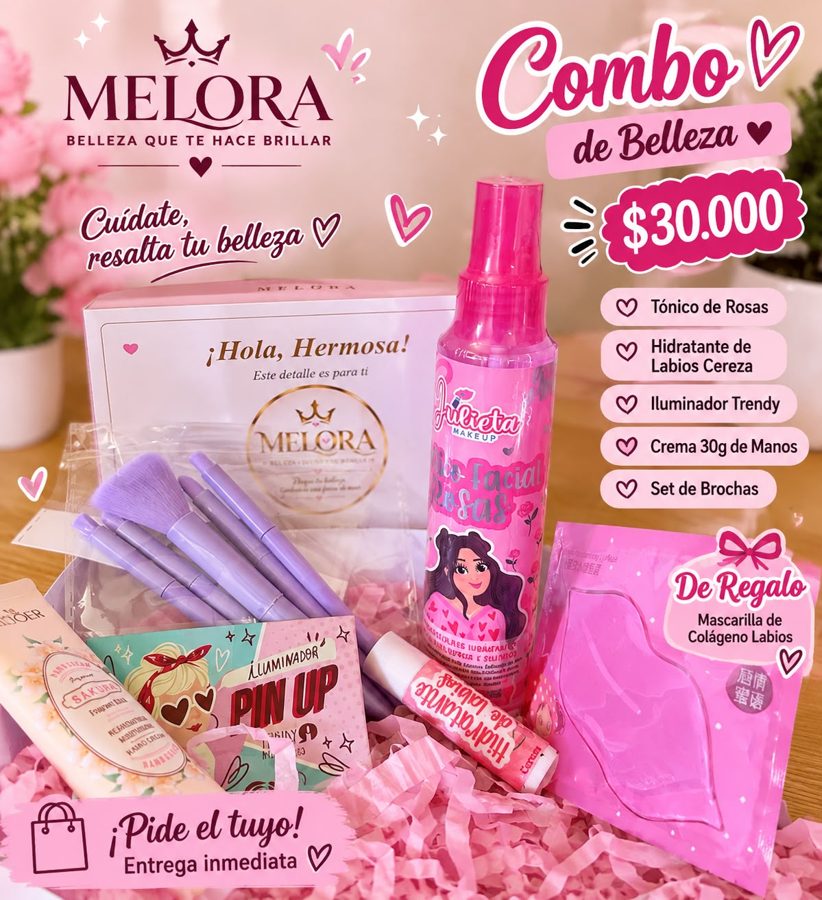 MELORA
BELLEZA QUE TE HACE BRILLAR
Cuídate,
resalta tu belleza
Combo
de Belleza
$30.000
Tónico de Rosas
Hidratante de
Labios Cereza
Iluminador Trendy
Crema 30g de Manos
Set de Brochas
MELORA
¡Hola, Hermosa!
Este detalle es para ti
MELORA
Julieta
MAKEUP
Facial
Rosas
De Regalo
Mascarilla de
Colágeno Labios
SAKURA
ILUMINADOR
PIN UP
Hidratante
de labios
Cereza
¡Pide el tuyo!
Entrega inmediata